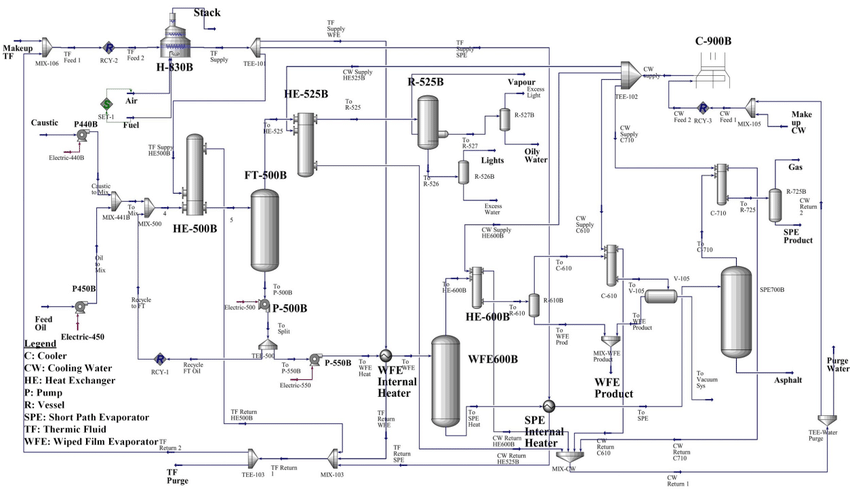 Stack
Makeup
TF
TF
Feed 1
MIX-106
RCY-2
TF
Feed 2
H-830B
TF
Supply
TEE-101
TF
Supply
WFE
TF
Supply
SPE
C-900B
CW
supply
TEE-102
CW Supply
HE525B
R-525B
Vapour
Excess
Light
R-527B
Oily
Water
To
R-527
HE-525B
To
HE-525
To
R-525
SET-1
Air
Fuel
Caustic
P440B
Electric-440B
TF Suppy
HE500B
Caustic
to Mix
MIX-441B
To
Mix
MIX-500
4
5
HE-500B
FT-500B
To
R-526
Lights
R-526B
Excess
Water
CW
Feed 2
RCY-3
CW
Feed 1
MIX-105
Make
up
CW
CW
Supply
C710
Gas
C-710
To
R-725
R-725B
CW
Return
2
SPE
Product
CW
Supply
C610
CW Supply
HE600B
To
C-710
SPE700B
Oil
to
Mix
P450B
Feed
Oil
Electric-450
Recycle
to FT
To
P-500B
Electric-500
P-500B
To
Split
TEE-500
To
HE-600B
To
C-610
C-610
To
V-105
V-105
HE-600B
To
R-610
R-610B
To
WFE
Prod
To
WFE
Product
MIX-WFE
Product
WFE
Product
To
Vacuum
Sys
Legend
C: Cooler
CW: Cooling Water
HE: Heat Exchanger
P: Pump
R: Vessel
SPE: Short Path Evaporator
TF: Thermic Fluid
WFE: Wiped Film Evaporator
RCY-1
Recycle
FT Oil
To
P-550B
P-550B
Electric-550
To
WFE
Heat
WFE
Internal
Heater
To
WFE
WFE600B
To
SPE
Heat
SPE
Internal
Heater
To
SPE
Asphalt
Purge
Water
TEE-Water
Purge
TF Return
HE500B
TF
Return
WFE
TF
Return
SPE
CW Return
HE600B
CW Return
HE525B
CW
Return
C610
CW
Return
C710
MIX-CW
CW
Return 1
TF
Return 2
TF
Purge
TEE-103
TF Return
1
MIX-103